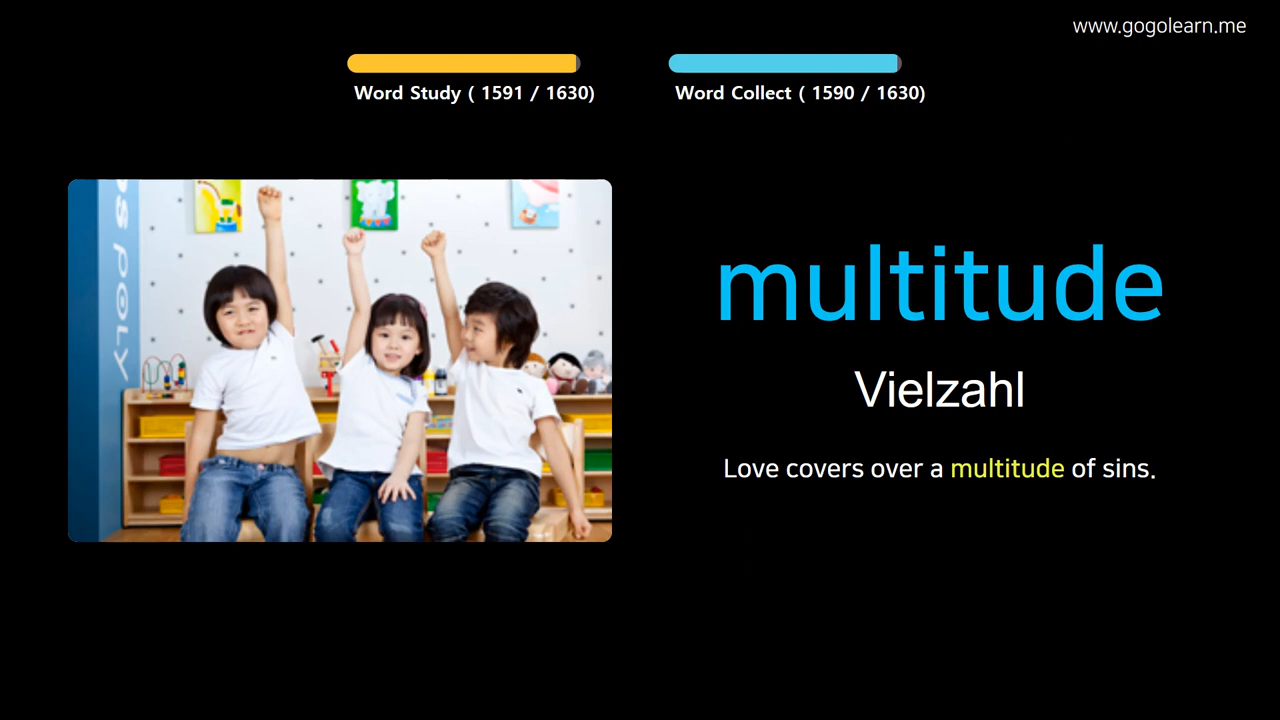 www.gogolearn.me
Word Study ( 1591 / 1630)
Word Collect ( 1590 / 1630)
multitude
Vielzahl
Love covers over a multitude of sins.
POLY